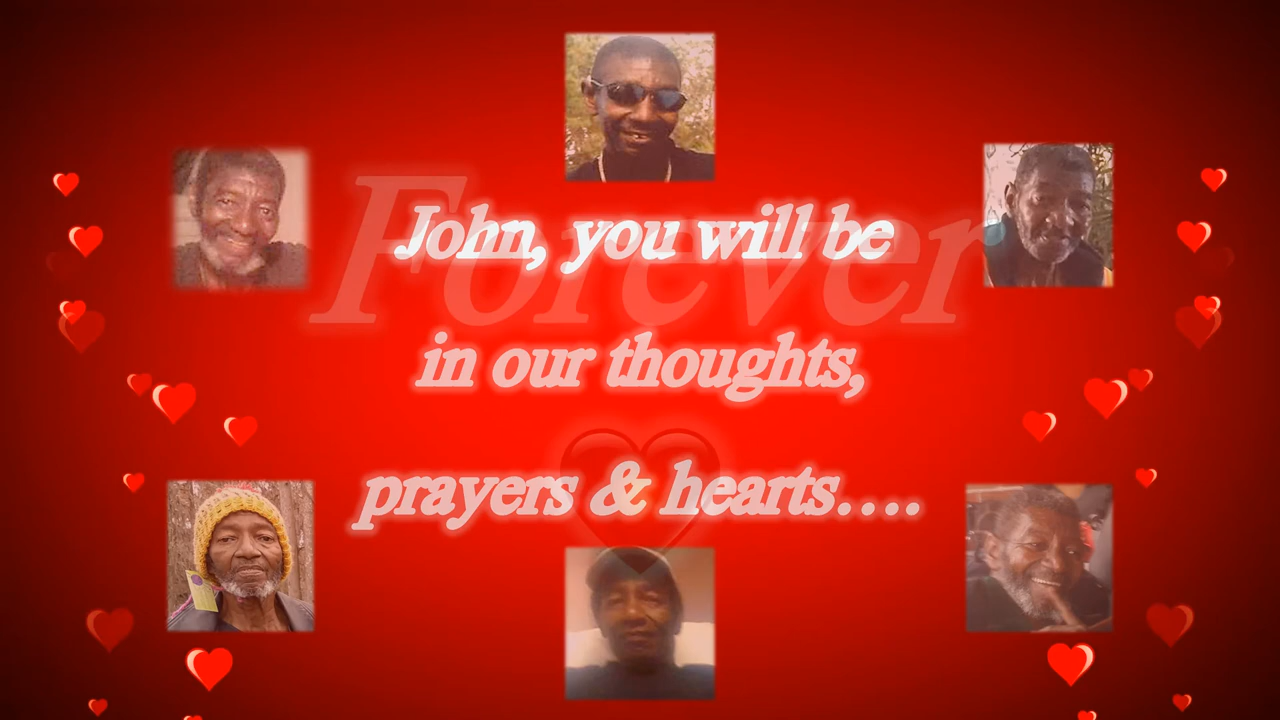 Forever
John, you will be
in our thoughts,
prayers & hearts....